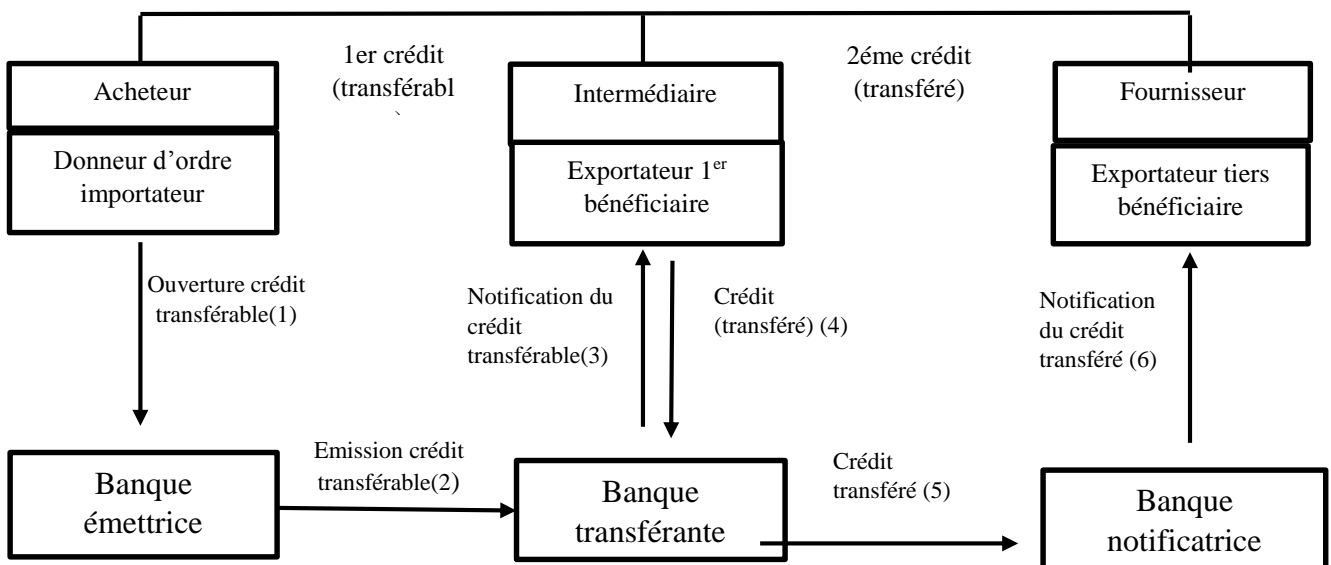 1er crédit
(transférabl
2éme crédit
(transféré)
Acheteur
Donneur d'ordre
importateur
Intermédiaire
Exportateur 1er
bénéficiaire
Fournisseur
Exportateur tiers
bénéficiaire
Ouverture crédit
transférable(1)
Notification du
crédit
transférable(3)
Crédit
(transféré) (4)
Notification
du crédit
transféré (6)
Banque
émettrice
Emission crédit
transférable(2)
Banque
transférante
Crédit
transféré (5)
Banque
notificatrice